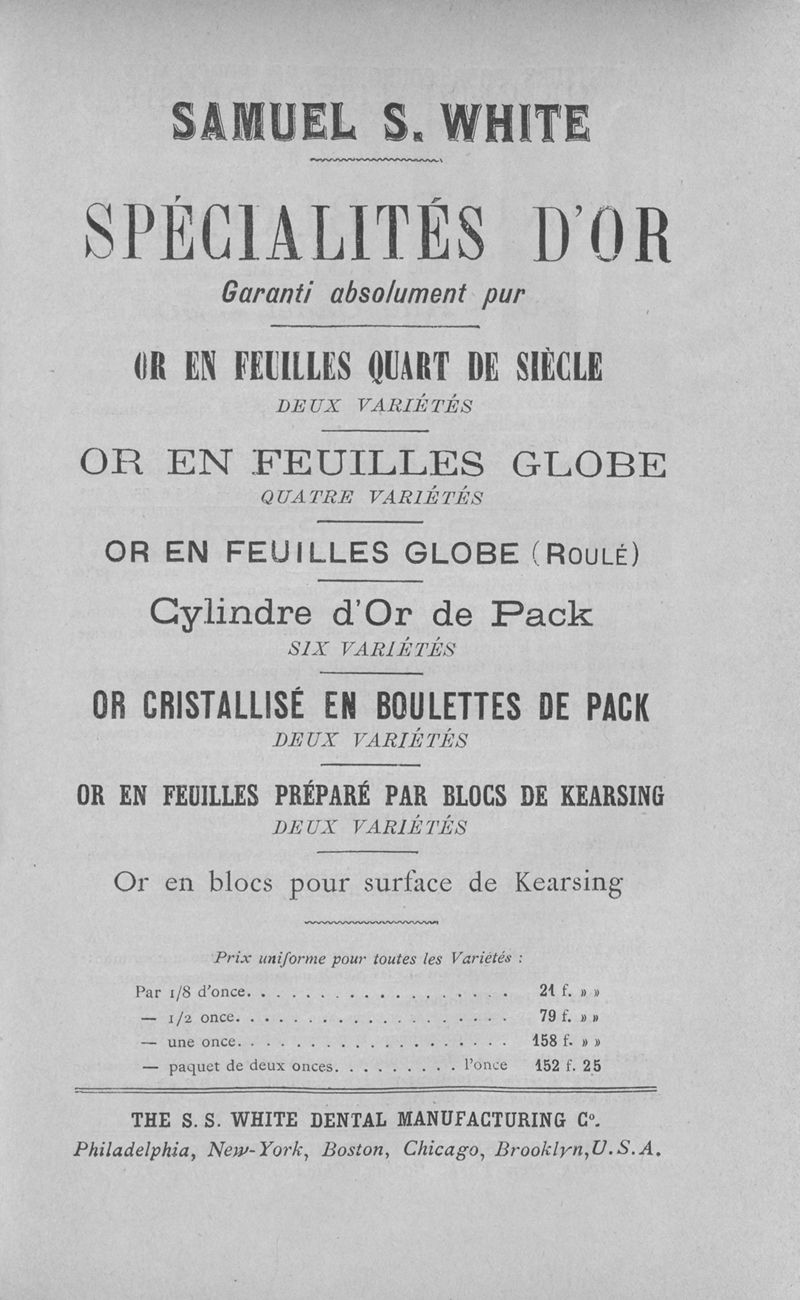 SAMUEL S. WHITE
SPÉCIALITÉS D'OR
Garanti absolument pur
OR EN FEUILLES QUART DE SIÈCLE
DEUX VARIÉTÉS
OR EN FEUILLES GLOBE
QUATRE VARIÉTÉS
OR EN FEUILLES GLOBE (ROULÉ)
Cylindre d'Or de Pack
SIX VARIÉTÉS
OR CRISTALLISÉ EN BOULETTES DE PACK
DEUX VARIÉTÉS
OR EN FEUILLES PRÉPARÉ PAR BLOCS DE KEARSING
DEUX VARIÉTÉS
Or en blocs pour surface de Kearsing
Prix uniforme pour toutes les Variétés :
Par 1/8 d'once. . . . . . . . . . . . . . . . . . 21 f. » »
— 1/2 once. . . . . . . . . . . . . . . . . . . 79 f. » »
— une once. . . . . . . . . . . . . . . . . . . 158 f. » »
— paquet de deux onces. . . . . . . . . l'once 152 f. 25
THE S. S. WHITE DENTAL MANUFACTURING Co.
Philadelphia, New-York, Boston, Chicago, Brooklyn, U.S.A.